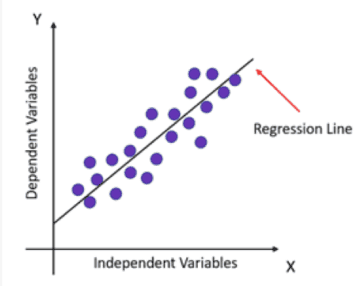 Y
Dependent Variables
Regression Line
Independent Variables
X